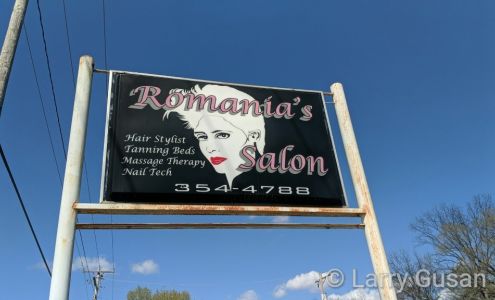 Romania's
Hair Stylist
Tanning Beds
Massage Therapy
Nail Tech
Salon
354-4788
© Larry Gusan